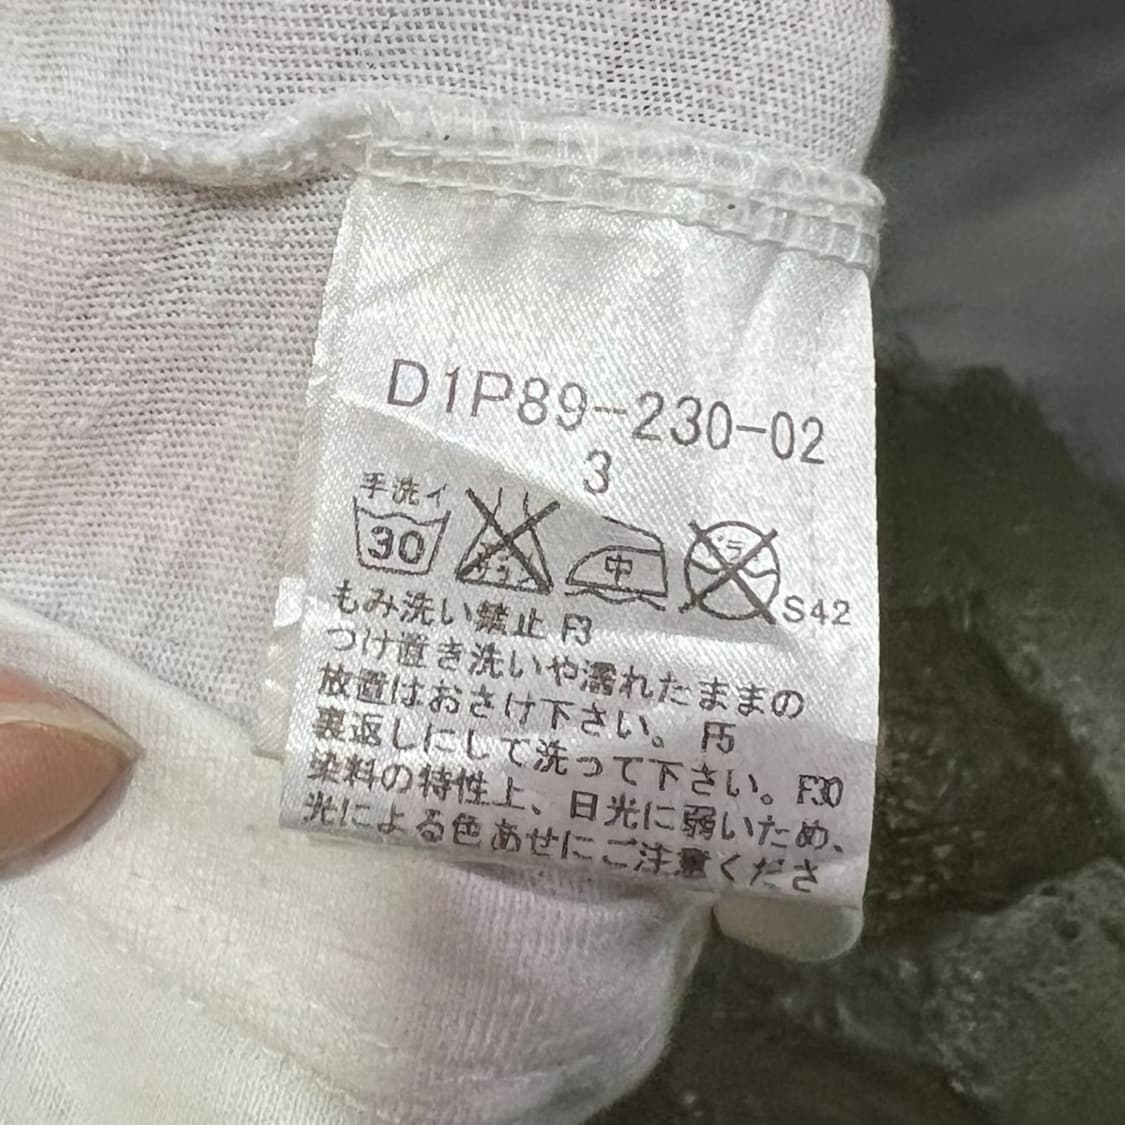 D1P89-230-02
3
手洗イ
30
中
S42
もみ洗い禁止 F3
つけ置き洗いや濡れたままの
放置はおさけ下さい。 F5
裏返しにして洗って下さい。 F30
染料の特性上、日光に弱いため、
光による色あせにご注意くださ